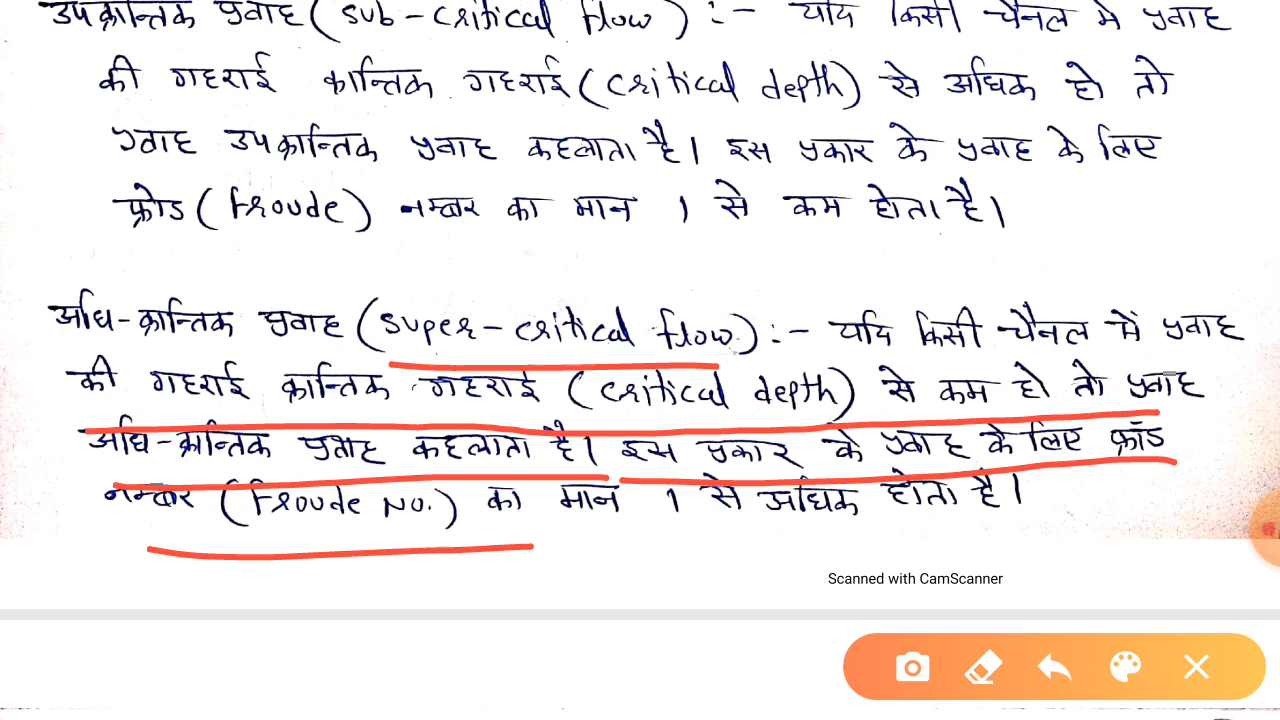 उपक्रान्तिक प्रवाह (sub-critical flow) :- यदि किसी चैनल में प्रवाह
की गहराई क्रान्तिक गहराई (critical depth) से अधिक हो तो
प्रवाह उपक्रान्तिक प्रवाह कहलाता है। इस प्रकार के प्रवाह के लिए
फ्रोड (Froude) नम्बर का मान 1 से कम होता है।
अधि-क्रान्तिक प्रवाह (super-critical flow) :- यदि किसी चैनल में प्रवाह
की गहराई क्रान्तिक गहराई (critical depth) से कम हो तो प्रवाह
अधि-क्रान्तिक प्रवाह कहलाता है। इस प्रकार के प्रवाह के लिए फ्रॉड
नम्बर (Froude No.) का मान 1 से अधिक होता है।
Scanned with CamScanner